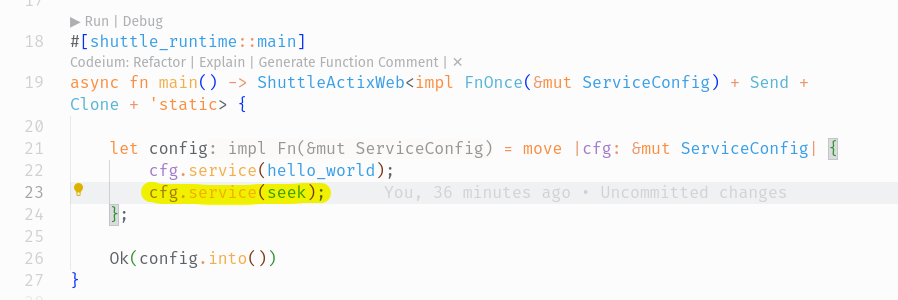 17
▶ Run | Debug
18 #[shuttle_runtime::main]
Codeium: Refactor | Explain | Generate Function Comment | ✕
19 async fn main() -> ShuttleActixWeb<impl FnOnce(&mut ServiceConfig) + Send +
Clone + 'static> {
20
21 let config: impl Fn(&mut ServiceConfig) = move |cfg: &mut ServiceConfig| {
22 cfg.service(hello_world);
23 cfg.service(seek); You, 36 minutes ago • Uncommitted changes
24 };
25
26 Ok(config.into())
27 }